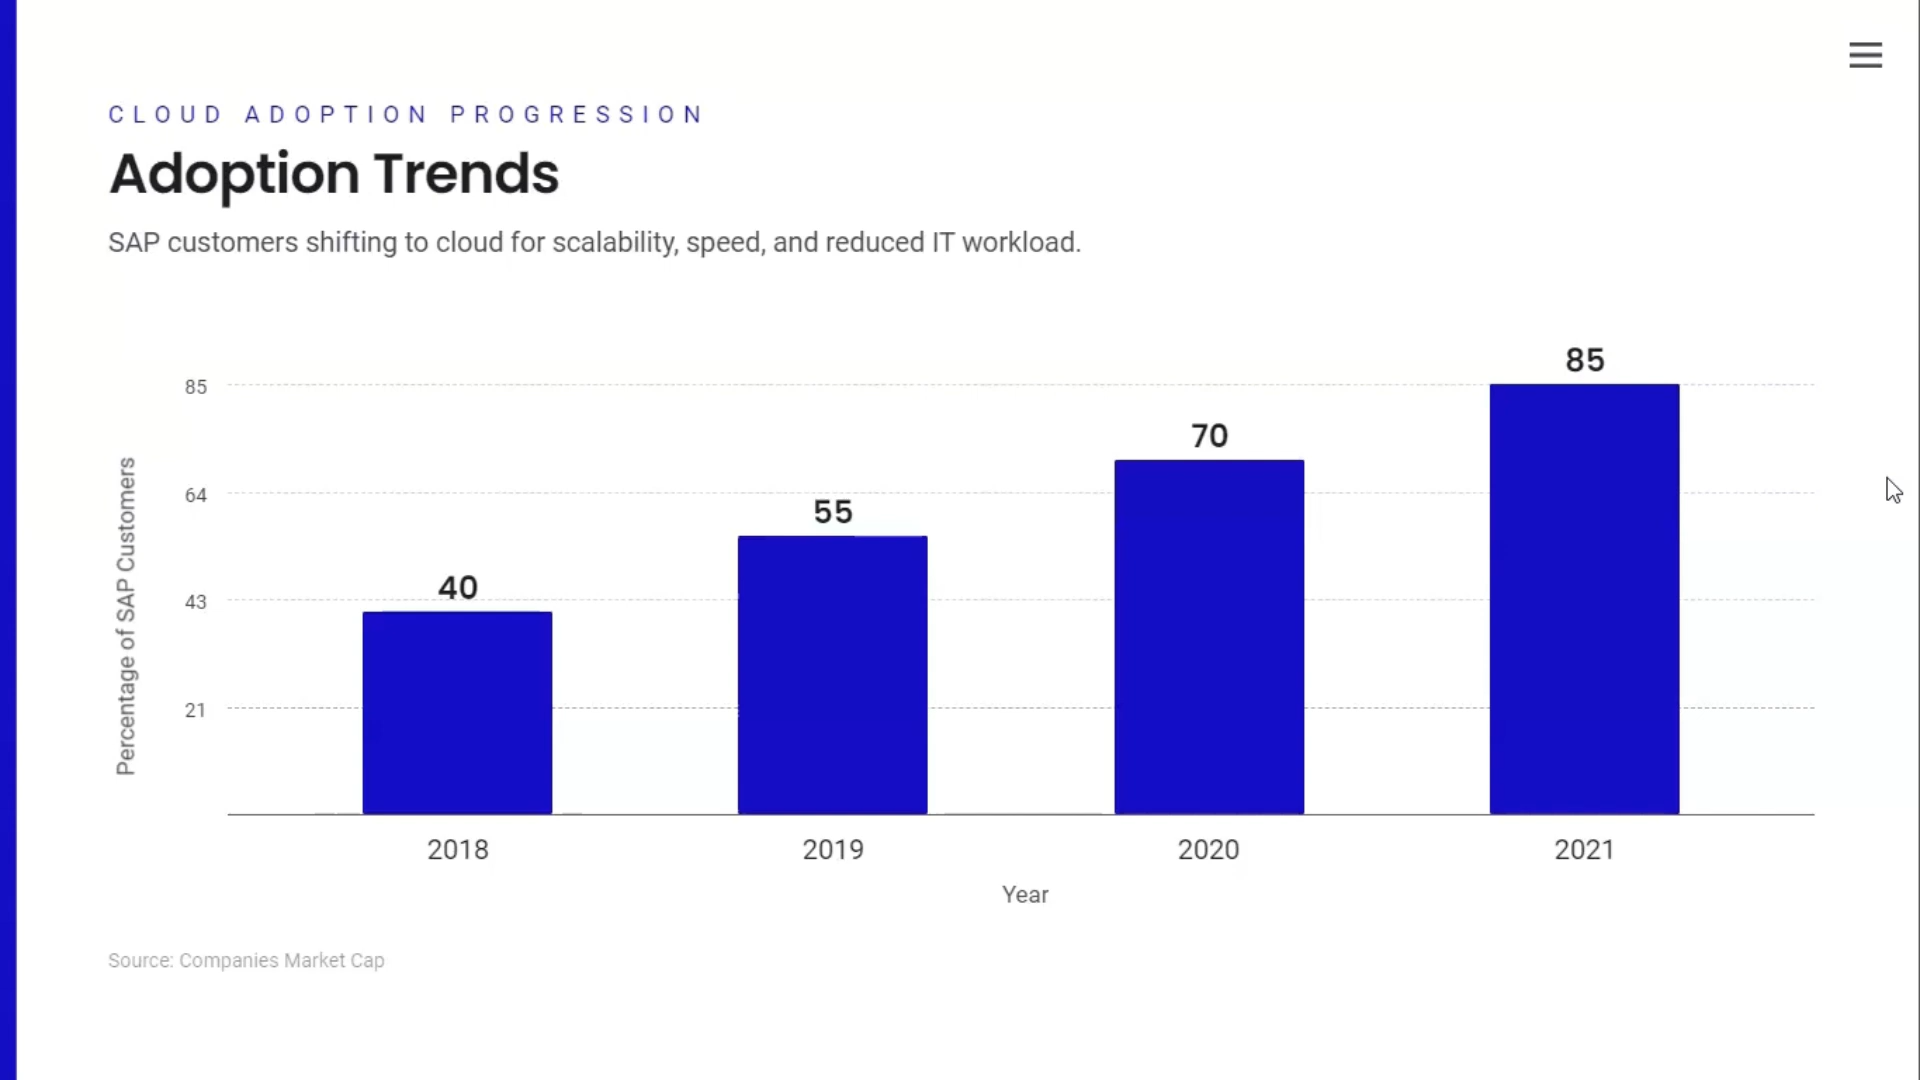 CLOUD ADOPTION PROGRESSION
Adoption Trends
SAP customers shifting to cloud for scalability, speed, and reduced IT workload.
Percentage of SAP Customers
85
64
43
21
40
55
70
85
2018
2019
2020
2021
Year
Source: Companies Market Cap